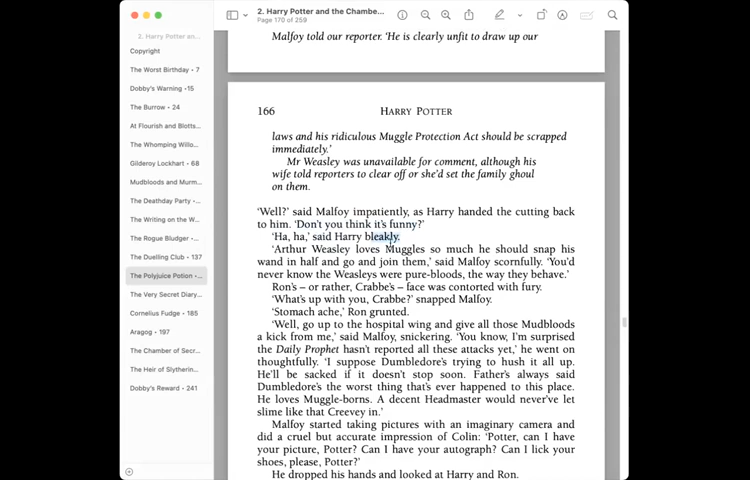 2. Harry Potter and the Chambe...
Page 170 of 259
2. Harry Potter an...
Copyright
The Worst Birthday • 7
Dobby's Warning •15
The Burrow • 24
At Flourish and Blotts...
The Whomping Willo...
Gilderoy Lockhart • 68
Mudbloods and Murm...
The Deathday Party •...
The Writing on the W...
The Rogue Bludger •...
The Duelling Club • 137
The Polyjuice Potion •...
The Very Secret Diary...
Cornelius Fudge • 185
Aragog • 197
The Chamber of Secr...
The Heir of Slytherin...
Dobby's Reward • 241
Malfoy told our reporter. ‘He is clearly unfit to draw up our
166 HARRY POTTER
laws and his ridiculous Muggle Protection Act should be scrapped
immediately.’
Mr Weasley was unavailable for comment, although his
wife told reporters to clear off or she’d set the family ghoul
on them.
‘Well?’ said Malfoy impatiently, as Harry handed the cutting back
to him. ‘Don’t you think it’s funny?’
‘Ha, ha,’ said Harry bleakly.
‘Arthur Weasley loves Muggles so much he should snap his
wand in half and go and join them,’ said Malfoy scornfully. ‘You’d
never know the Weasleys were pure-bloods, the way they behave.’
Ron’s – or rather, Crabbe’s – face was contorted with fury.
‘What’s up with you, Crabbe?’ snapped Malfoy.
‘Stomach ache,’ Ron grunted.
‘Well, go up to the hospital wing and give all those Mudbloods
a kick from me,’ said Malfoy, snickering. ‘You know, I’m surprised
the Daily Prophet hasn’t reported all these attacks yet,’ he went on
thoughtfully. ‘I suppose Dumbledore’s trying to hush it all up.
He’ll be sacked if it doesn’t stop soon. Father’s always said
Dumbledore’s the worst thing that’s ever happened to this place.
He loves Muggle-borns. A decent Headmaster would never’ve let
slime like that Creevey in.’
Malfoy started taking pictures with an imaginary camera and
did a cruel but accurate impression of Colin: ‘Potter, can I have
your picture, Potter? Can I have your autograph? Can I lick your
shoes, please, Potter?’
He dropped his hands and looked at Harry and Ron.